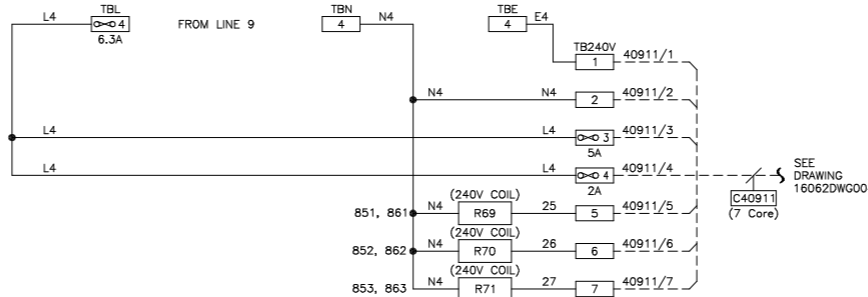 TBL TBN TBE
L4 4 FROM LINE 9 4 N4 4 E4
6.3A
TB240V
1 40911/1
N4 N4 2 40911/2
L4 L4 3 40911/3
5A
L4 L4 4 40911/4
2A
SEE
DRAWING
16062DWG00
C40911
(7 Core)
(240V COIL)
851, 861 N4 R69 25 5 40911/5
(240V COIL)
852, 862 N4 R70 26 6 40911/6
(240V COIL)
853, 863 N4 R71 27 7 40911/7